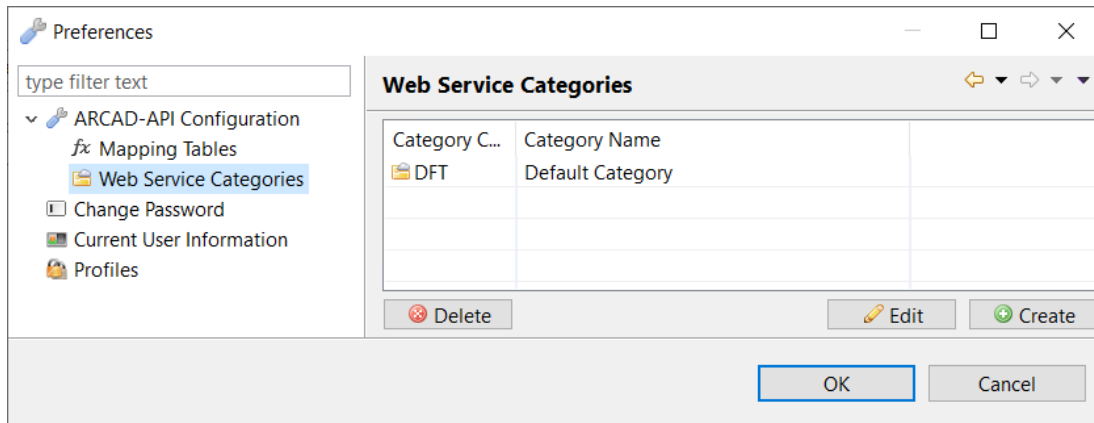 Preferences
type filter text
ARCAD-API Configuration
fx Mapping Tables
Web Service Categories
Change Password
Current User Information
Profiles
Web Service Categories
Category C... Category Name
DFT Default Category
Delete Edit Create
OK Cancel